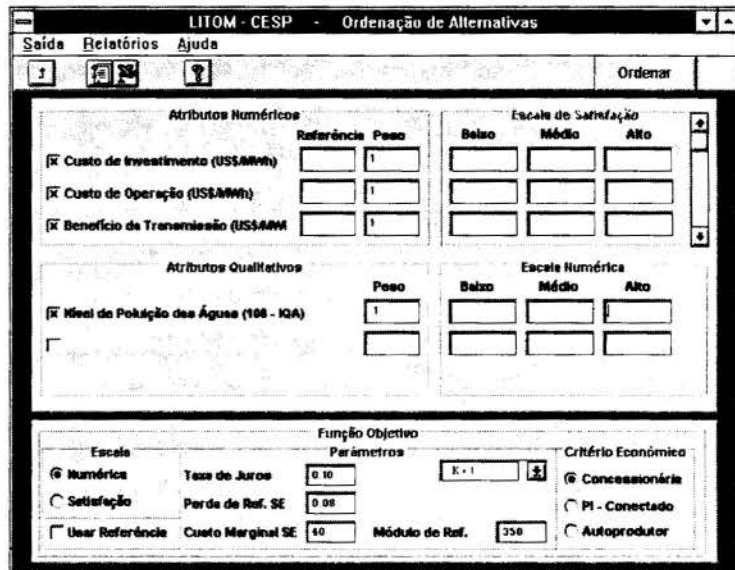 LITOM - CESP - Ordenação de Alternativas
Saída Relatórios Ajuda
Ordenar
Atributos Numéricos Escala de Satisfação
Referência Peso Baixo Médio Alto
Custo de Investimento (US$/MWh) 1
Custo de Operação (US$/MWh) 1
Benefício da Transmissão (US$/MW 1
Atributos Qualitativos Escala Numérica
Peso Baixo Médio Alto
Nível de Poluição das Águas (100 - IQA) 1
Função Objetivo
Escala Parâmetros Critério Econômico
Numérica Taxa de Juros 0.10 K - 1 Concessionária
Satisfação Perda de Ref. SE 0.08 PI - Conectado
Usar Referência Custo Marginal SE 40 Módulo de Ref. 350 Autoprodutor